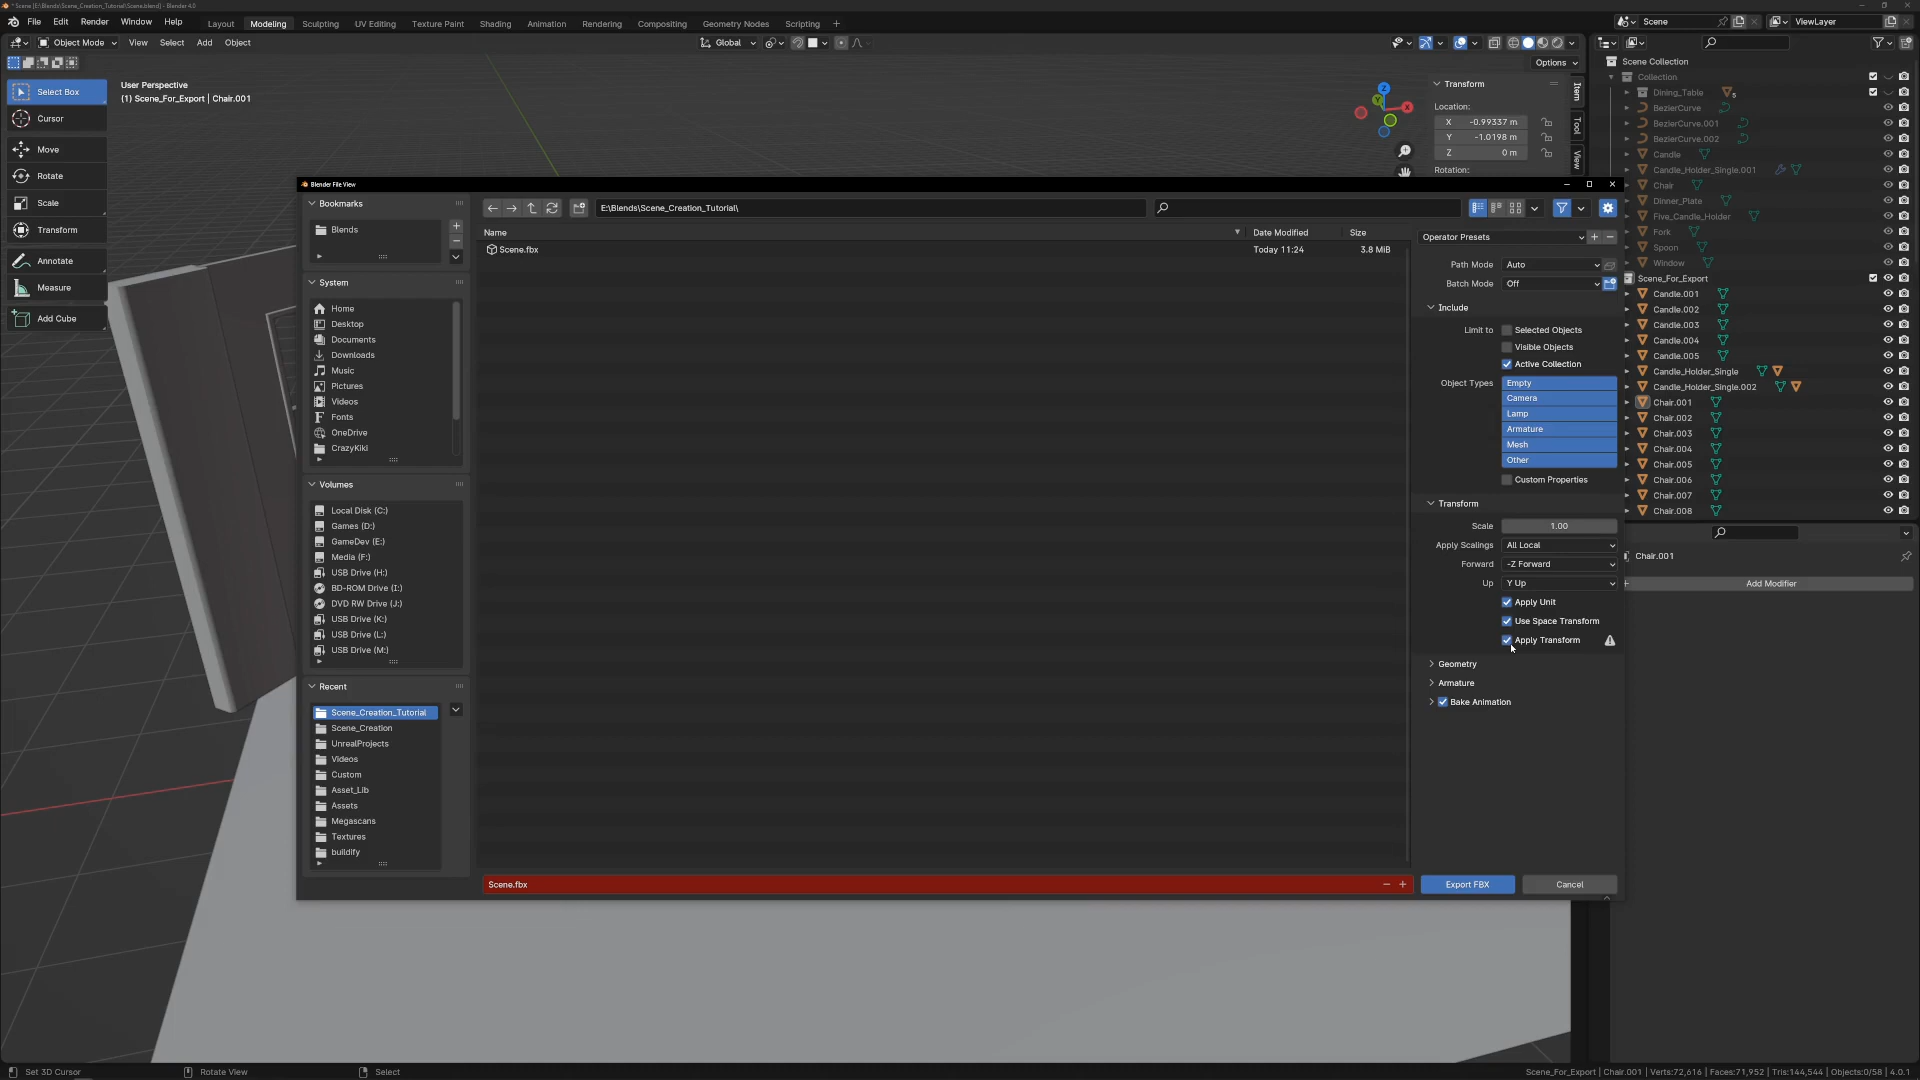 * Scene [E:\Blends\Scene_Creation_Tutorial\Scene.blend] - Blender 4.0
File Edit Render Window Help
Layout Modeling Sculpting UV Editing Texture Paint Shading Animation Rendering Compositing Geometry Nodes Scripting +
Scene
ViewLayer
Object Mode View Select Add Object
Global
Options
Select Box
Cursor
Move
Rotate
Scale
Transform
Annotate
Measure
Add Cube
User Perspective
(1) Scene_For_Export | Chair.001
Z
Y
X
Transform
Location:
X -0.99337 m
Y -1.0198 m
Z 0 m
Rotation:
Item
Tool
View
Blender File View
Bookmarks
Blends
System
Home
Desktop
Documents
Downloads
Music
Pictures
Videos
Fonts
OneDrive
CrazyKiki
Volumes
Local Disk (C:)
Games (D:)
GameDev (E:)
Media (F:)
USB Drive (H:)
BD-ROM Drive (I:)
DVD RW Drive (J:)
USB Drive (K:)
USB Drive (L:)
USB Drive (M:)
Recent
Scene_Creation_Tutorial
Scene_Creation
UnrealProjects
Videos
Custom
Asset_Lib
Assets
Megascans
Textures
buildify
E:\Blends\Scene_Creation_Tutorial\
Name Date Modified Size
Scene.fbx Today 11:24 3.8 MiB
Scene.fbx
Operator Presets
Path Mode Auto
Batch Mode Off
Include
Limit to Selected Objects
Visible Objects
Active Collection
Object Types Empty
Camera
Lamp
Armature
Mesh
Other
Custom Properties
Transform
Scale 1.00
Apply Scalings All Local
Forward -Z Forward
Up Y Up
Apply Unit
Use Space Transform
Apply Transform
Geometry
Armature
Bake Animation
Export FBX Cancel
Scene Collection
Collection
Dining_Table 5
BezierCurve
BezierCurve.001
BezierCurve.002
Candle
Candle_Holder_Single.001
Chair
Dinner_Plate
Five_Candle_Holder
Fork
Spoon
Window
Scene_For_Export
Candle.001
Candle.002
Candle.003
Candle.004
Candle.005
Candle_Holder_Single
Candle_Holder_Single.002
Chair.001
Chair.002
Chair.003
Chair.004
Chair.005
Chair.006
Chair.007
Chair.008
Chair.001
Add Modifier
Set 3D Cursor Rotate View Select
Scene_For_Export | Chair.001 | Verts:72,616 | Faces:71,952 | Tris:144,544 | Objects:0/58 | 4.0.1